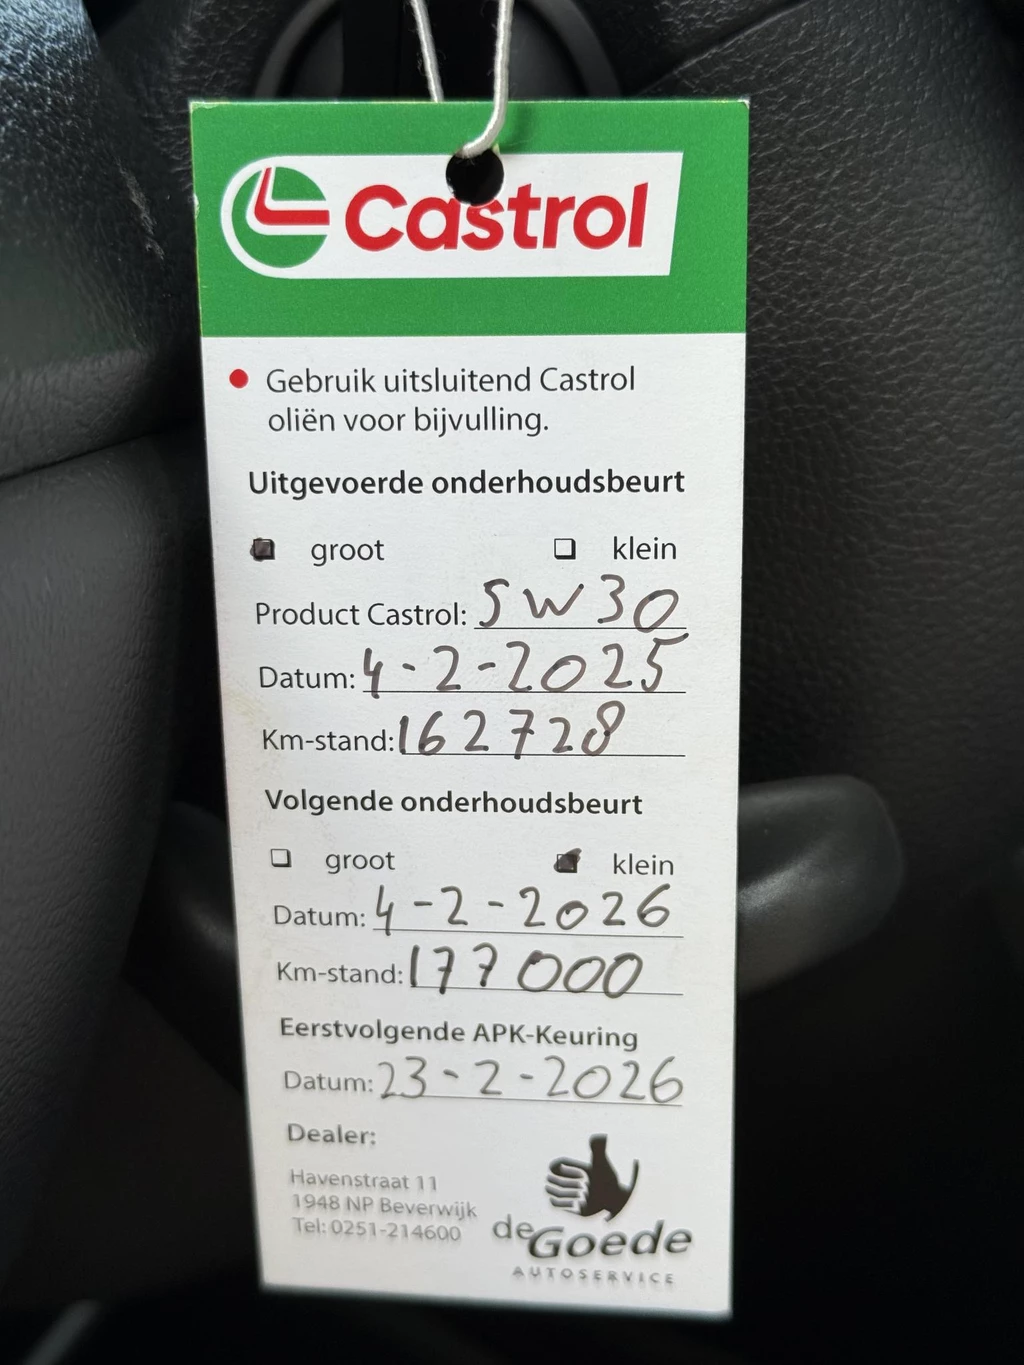 Castrol
Gebruik uitsluitend Castrol
oliën voor bijvulling.
Uitgevoerde onderhoudsbeurt
groot klein
Product Castrol: 5W30
Datum: 4-2-2025
Km-stand: 162728
Volgende onderhoudsbeurt
groot klein
Datum: 4-2-2026
Km-stand: 177000
Eerstvolgende APK-Keuring
Datum: 23-2-2026
Dealer:
Havenstraat 11
1948 NP Beverwijk
Tel: 0251-214600
de Goede
AUTOSERVICE